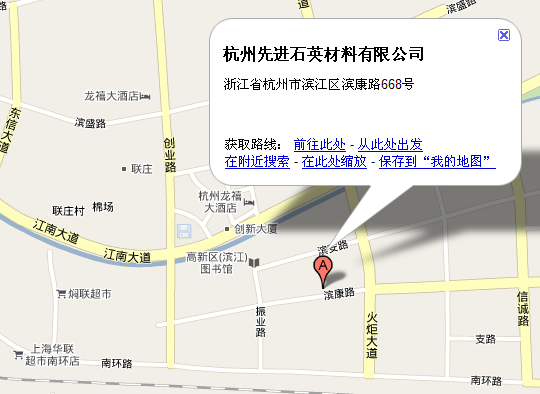 滨盛路
杭州先进石英材料有限公司
浙江省杭州市滨江区滨康路668号
获取路线： 前往此处 - 从此处出发
在附近搜索 - 在此处缩放 - 保存到“我的地图”
龙禧大酒店
东信大道
滨盛路
创业路
联庄
杭州龙禧
大酒店
联庄村
棉场
江南大道
江南大道
创新大厦
滨安路
高新区(滨江)
图书馆
A
滨康路
焖联超市
振业路
火炬大道
信诚路
支路
上海华联
超市南环店
南环路
南环路